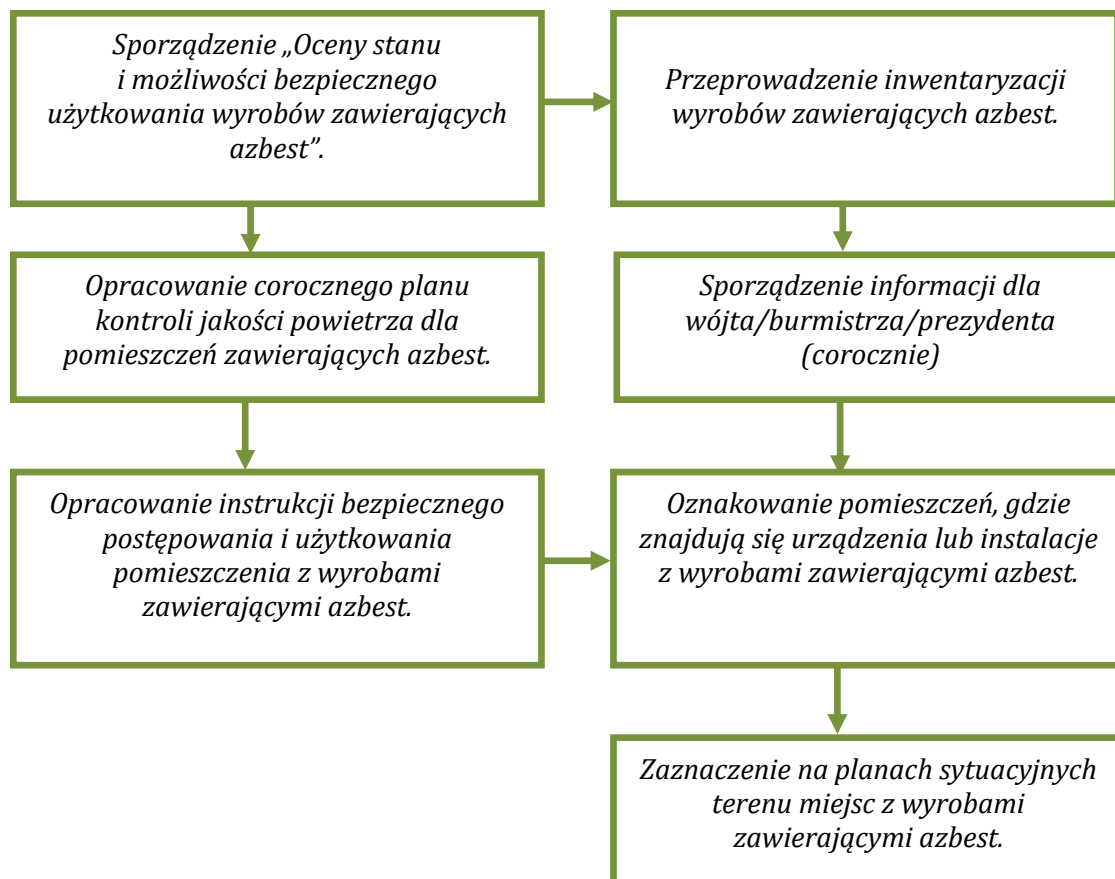 Sporządzenie „Oceny stanu
i możliwości bezpiecznego
użytkowania wyrobów zawierających
azbest”.
Przeprowadzenie inwentaryzacji
wyrobów zawierających azbest.
Opracowanie corocznego planu
kontroli jakości powietrza dla
pomieszczeń zawierających azbest.
Sporządzenie informacji dla
wójta/burmistrza/prezydenta
(corocznie)
Opracowanie instrukcji bezpiecznego
postępowania i użytkowania
pomieszczenia z wyrobami
zawierającymi azbest.
Oznakowanie pomieszczeń, gdzie
znajdują się urządzenia lub instalacje
z wyrobami zawierającymi azbest.
Zaznaczenie na planach sytuacyjnych
terenu miejsc z wyrobami
zawierającymi azbest.